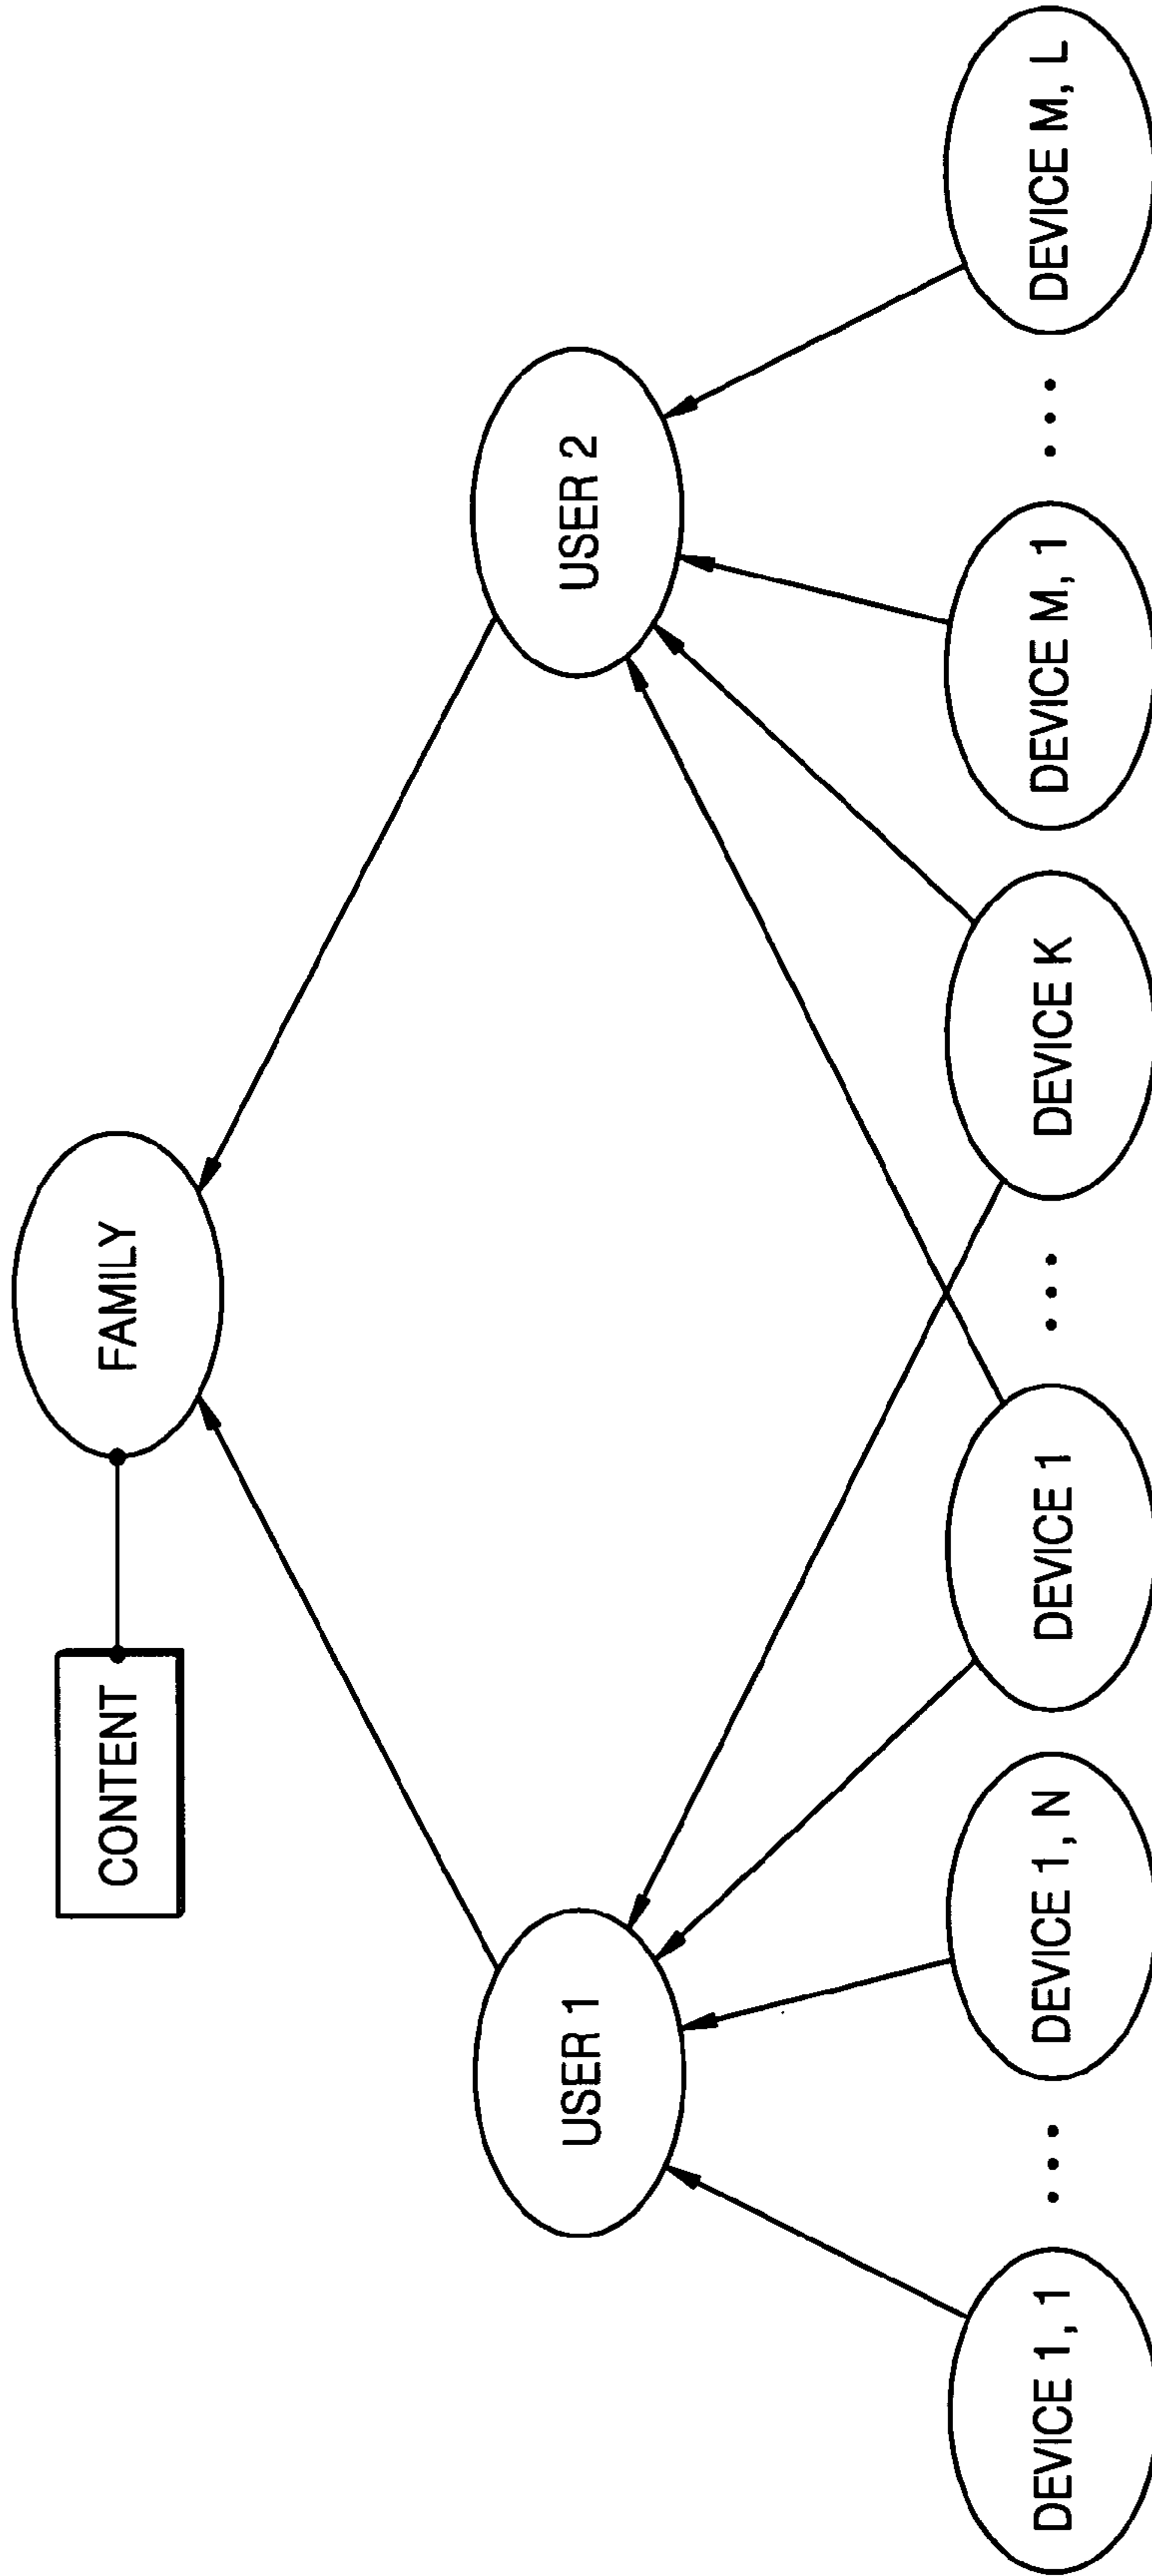 CONTENT
FAMILY
USER 1
USER 2
DEVICE 1, 1
DEVICE 1, N
DEVICE 1
DEVICE K
DEVICE M, 1
DEVICE M, L